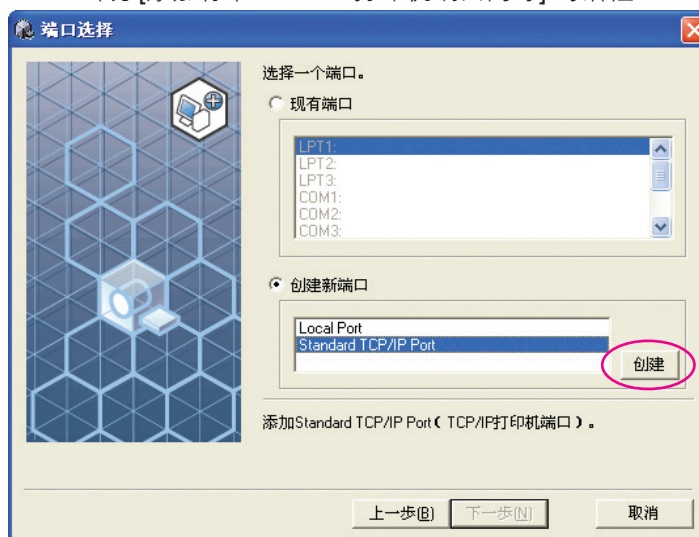 端口选择
选择一个端口。
现有端口
LPT1:
LPT2:
LPT3:
COM1:
COM2:
COM3:
创建新端口
Local Port
Standard TCP/IP Port
创建
添加Standard TCP/IP Port（TCP/IP打印机端口）。
上一步(B) 下一步(N) 取消